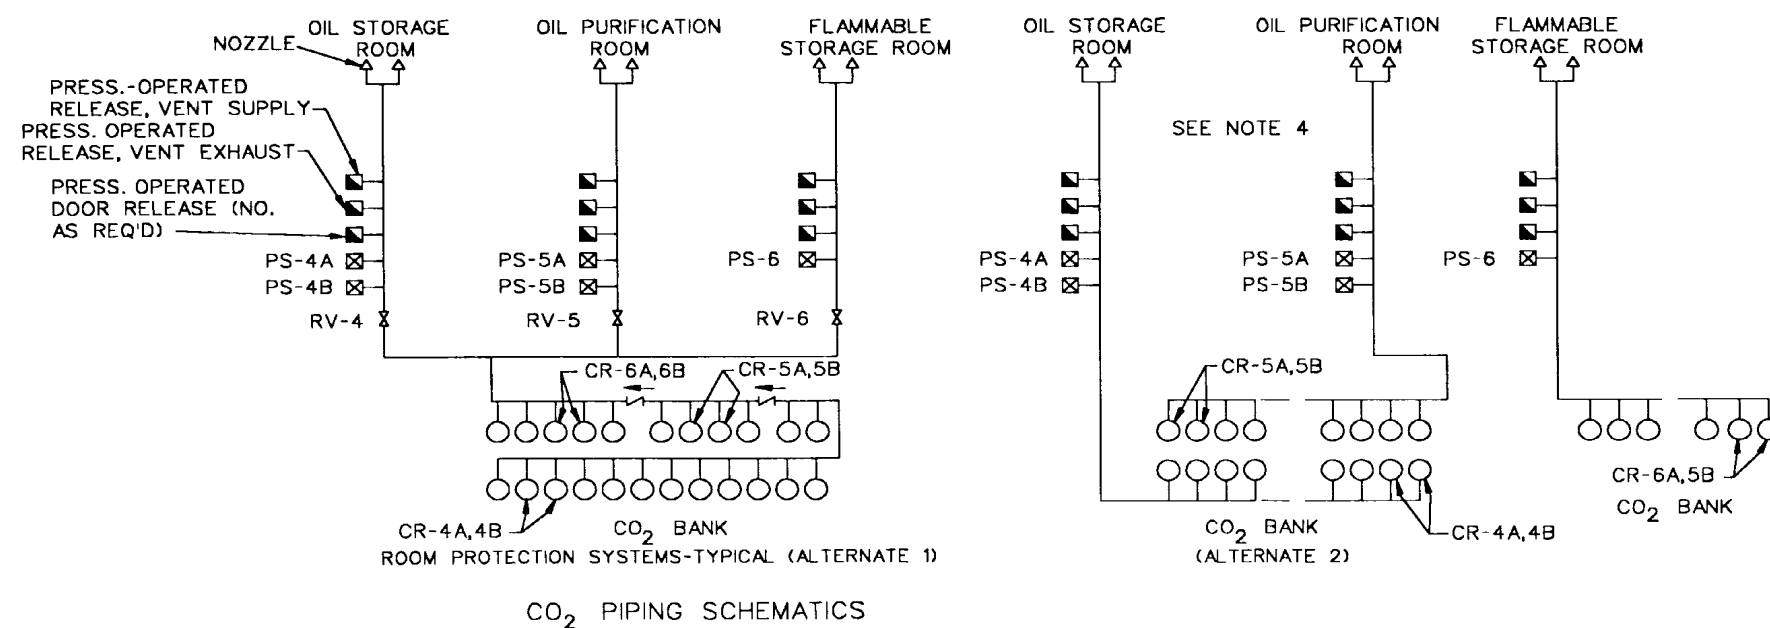 OIL STORAGE
ROOM
NOZZLE
OIL PURIFICATION
ROOM
FLAMMABLE
STORAGE ROOM
PRESS.-OPERATED
RELEASE, VENT SUPPLY
PRESS. OPERATED
RELEASE, VENT EXHAUST
PRESS. OPERATED
DOOR RELEASE (NO.
AS REQ'D)
PS-4A
PS-4B
RV-4
PS-5A
PS-5B
RV-5
PS-6
RV-6
CR-6A,6B
CR-5A,5B
CR-4A,4B
CO2 BANK
ROOM PROTECTION SYSTEMS-TYPICAL (ALTERNATE 1)
OIL STORAGE
ROOM
OIL PURIFICATION
ROOM
FLAMMABLE
STORAGE ROOM
SEE NOTE 4
PS-4A
PS-4B
PS-5A
PS-5B
PS-6
CR-5A,5B
CR-4A,4B
CO2 BANK
(ALTERNATE 2)
CR-6A,5B
CO2 BANK
CO2 PIPING SCHEMATICS